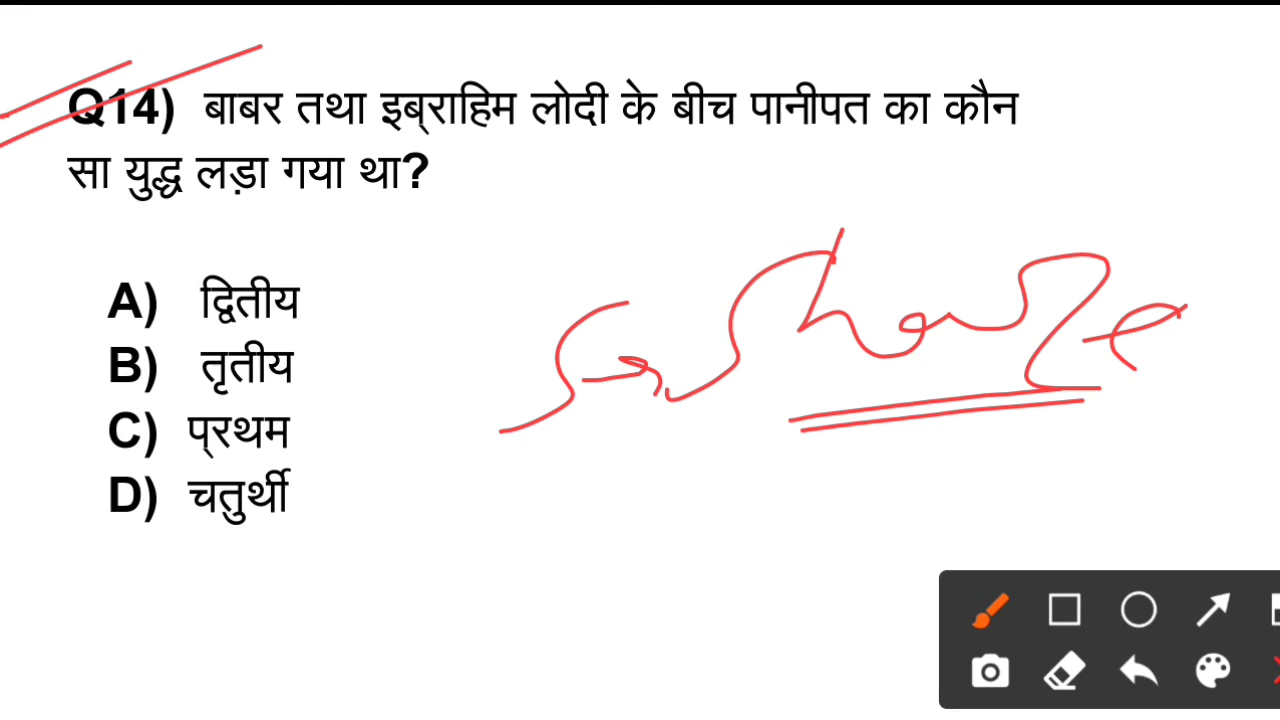 Q14) बाबर तथा इब्राहिम लोदी के बीच पानीपत का कौन
सा युद्ध लड़ा गया था?
A) द्वितीय
B) तृतीय
C) प्रथम
D) चतुर्थी